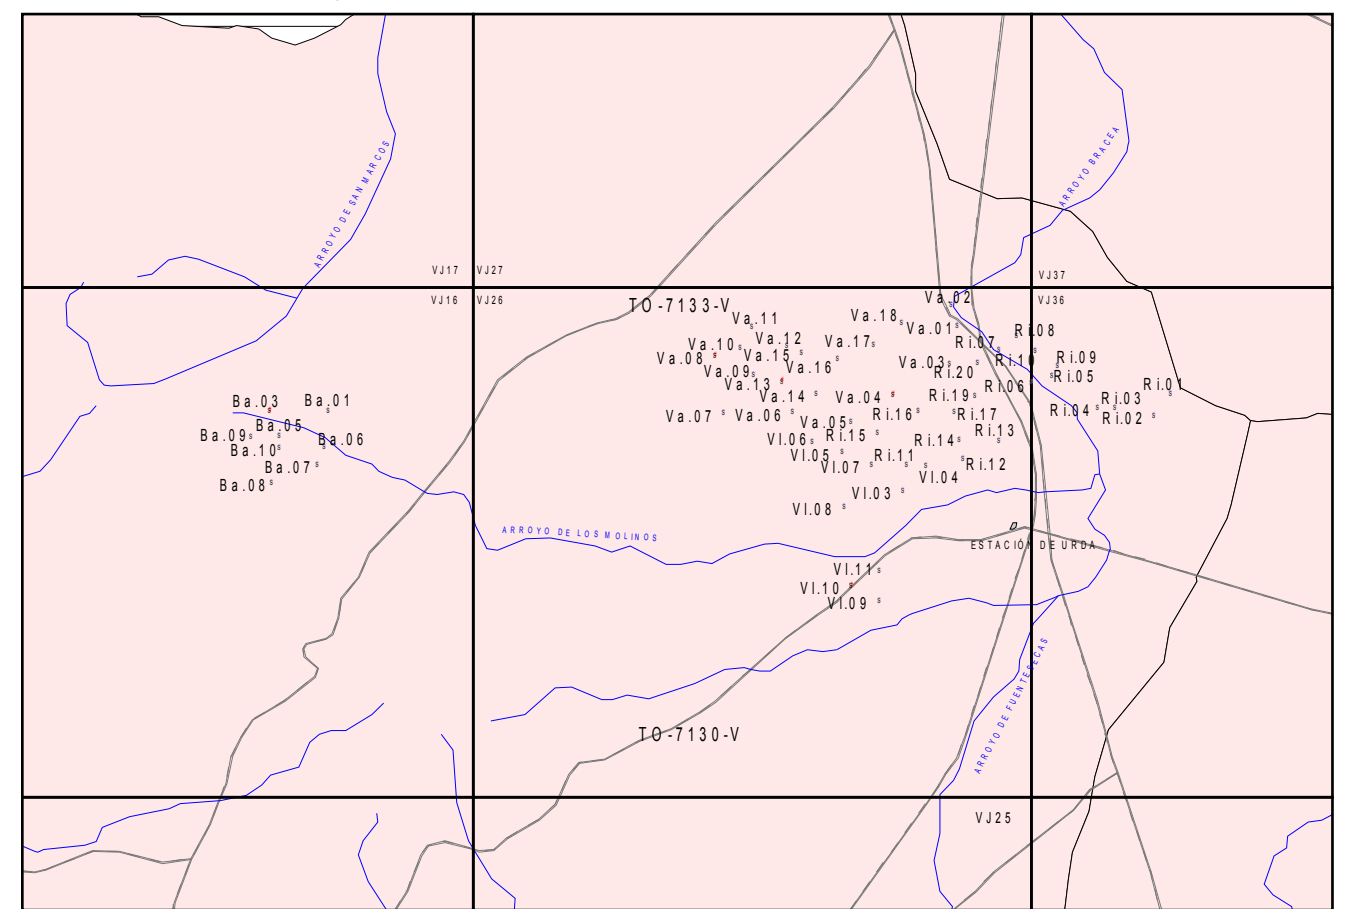 ARROYO DE SAN MARCOS
ARROYO BRACEA
VJ17
VJ27
VJ37
VJ16
VJ26
VJ36
TO-7133-V
Va.02
Va.11
Va.18
Va.01
Ri.08
Va.10
Va.12
Va.17
Ri.07
Va.08
Va.15
Va.03
Ri.10
Ri.09
Va.09
Va.16
Ri.20
Ri.05
Va.13
Ri.06
Ri.01
Va.14
Va.04
Ri.19
Ri.03
Ba.03
Ba.01
Va.07
Va.06
Ri.16
Ri.17
Ri.04
Ri.02
Ba.05
Va.05
Ba.09
Ba.06
Vl.06
Ri.15
Ri.14
Ri.13
Ba.10
Vl.05
Ri.11
Ba.07
Vl.07
Ri.12
Ba.08
Vl.04
Vl.03
Vl.08
ARROYO DE LOS MOLINOS
ESTACIÓN DE URDA
Vl.11
Vl.10
Vl.09
ARROYO DE FUENTESECAS
TO-7130-V
VJ25